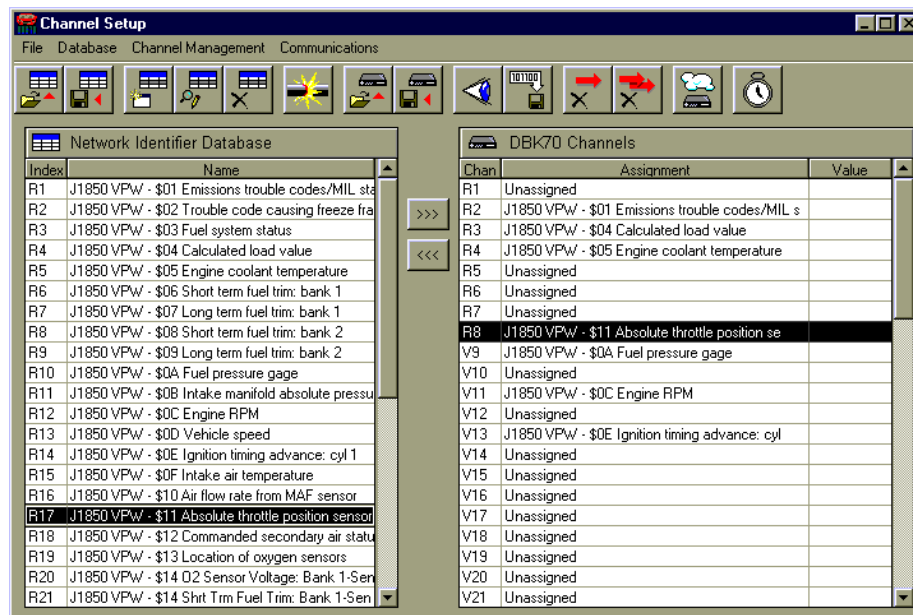 Channel Setup
File Database Channel Management Communications
101100
Network Identifier Database
Index Name
R1 J1850 VPW - $01 Emissions trouble codes/MIL sta
R2 J1850 VPW - $02 Trouble code causing freeze fra
R3 J1850 VPW - $03 Fuel system status
R4 J1850 VPW - $04 Calculated load value
R5 J1850 VPW - $05 Engine coolant temperature
R6 J1850 VPW - $06 Short term fuel trim: bank 1
R7 J1850 VPW - $07 Long term fuel trim: bank 1
R8 J1850 VPW - $08 Short term fuel trim: bank 2
R9 J1850 VPW - $09 Long term fuel trim: bank 2
R10 J1850 VPW - $0A Fuel pressure gage
R11 J1850 VPW - $0B Intake manifold absolute pressu
R12 J1850 VPW - $0C Engine RPM
R13 J1850 VPW - $0D Vehicle speed
R14 J1850 VPW - $0E Ignition timing advance: cyl 1
R15 J1850 VPW - $0F Intake air temperature
R16 J1850 VPW - $10 Air flow rate from MAF sensor
R17 J1850 VPW - $11 Absolute throttle position sensor
R18 J1850 VPW - $12 Commanded secondary air statu
R19 J1850 VPW - $13 Location of oxygen sensors
R20 J1850 VPW - $14 O2 Sensor Voltage: Bank 1-Sen
R21 J1850 VPW - $14 Shrt Trm Fuel Trim: Bank 1-Sen
>>>
<<<
DBK70 Channels
Chan Assignment Value
R1 Unassigned
R2 J1850 VPW - $01 Emissions trouble codes/MIL s
R3 J1850 VPW - $04 Calculated load value
R4 J1850 VPW - $05 Engine coolant temperature
R5 Unassigned
R6 Unassigned
R7 Unassigned
R8 J1850 VPW - $11 Absolute throttle position se
V9 J1850 VPW - $0A Fuel pressure gage
V10 Unassigned
V11 J1850 VPW - $0C Engine RPM
V12 Unassigned
V13 J1850 VPW - $0E Ignition timing advance: cyl
V14 Unassigned
V15 Unassigned
V16 Unassigned
V17 Unassigned
V18 Unassigned
V19 Unassigned
V20 Unassigned
V21 Unassigned